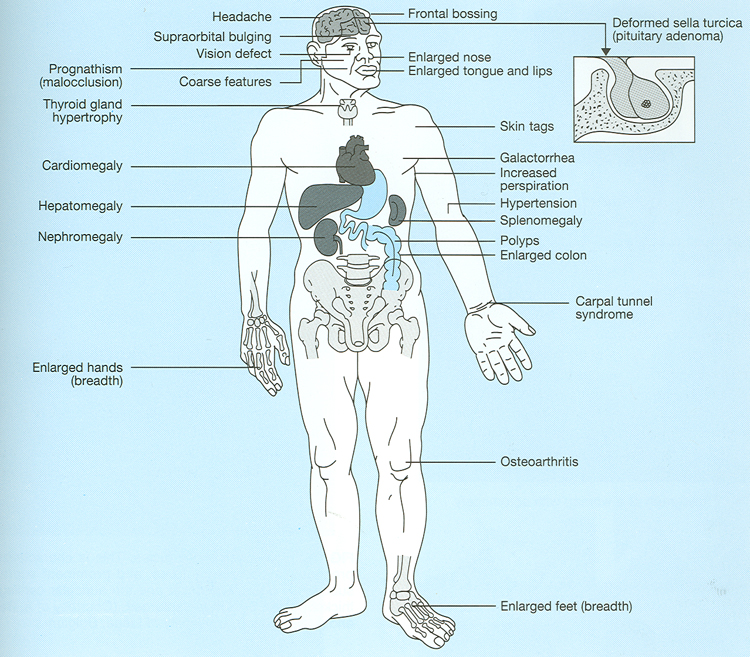 Headache
Supraorbital bulging
Vision defect
Prognathism
(malocclusion)
Coarse features
Thyroid gland
hypertrophy
Cardiomegaly
Hepatomegaly
Nephromegaly
Enlarged hands
(breadth)
Frontal bossing
Deformed sella turcica
(pituitary adenoma)
Enlarged nose
Enlarged tongue and lips
Skin tags
Galactorrhea
Increased
perspiration
Hypertension
Splenomegaly
Polyps
Enlarged colon
Carpal tunnel
syndrome
Osteoarthritis
Enlarged feet (breadth)